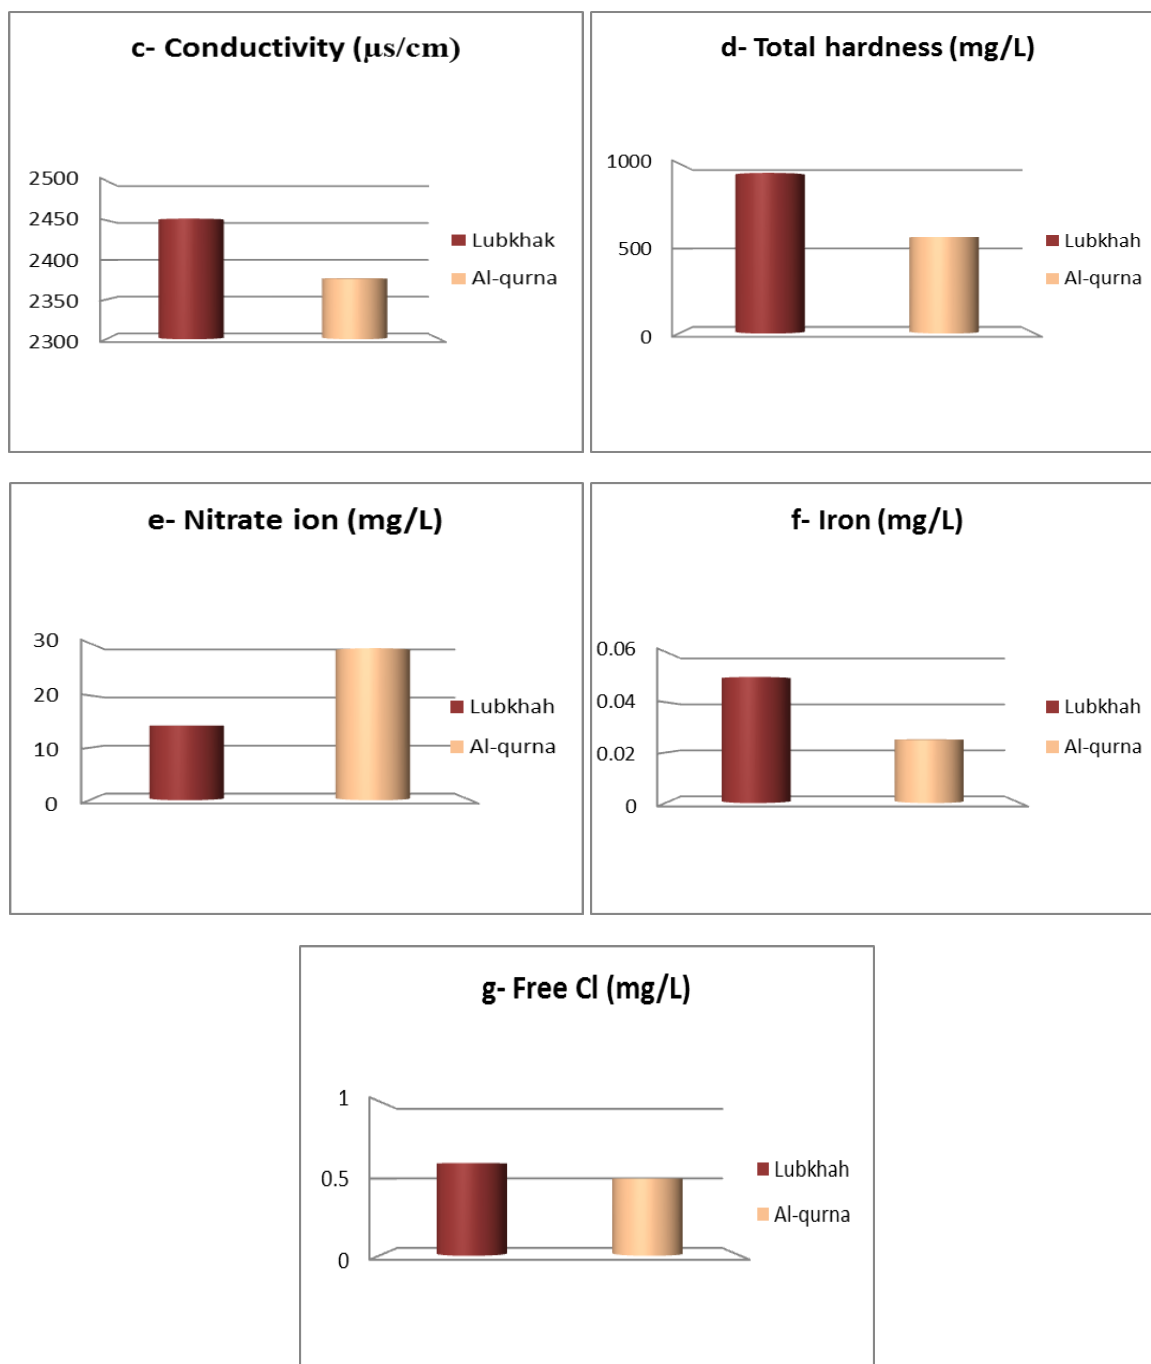 c- Conductivity (µs/cm)
2500
2450
2400
2350
2300
Lubkhak
Al-qurna
d- Total hardness (mg/L)
1000
500
0
Lubkhah
Al-qurna
e- Nitrate ion (mg/L)
30
20
10
0
Lubkhah
Al-qurna
f- Iron (mg/L)
0.06
0.04
0.02
0
Lubkhah
Al-qurna
g- Free Cl (mg/L)
1
0.5
0
Lubkhah
Al-qurna